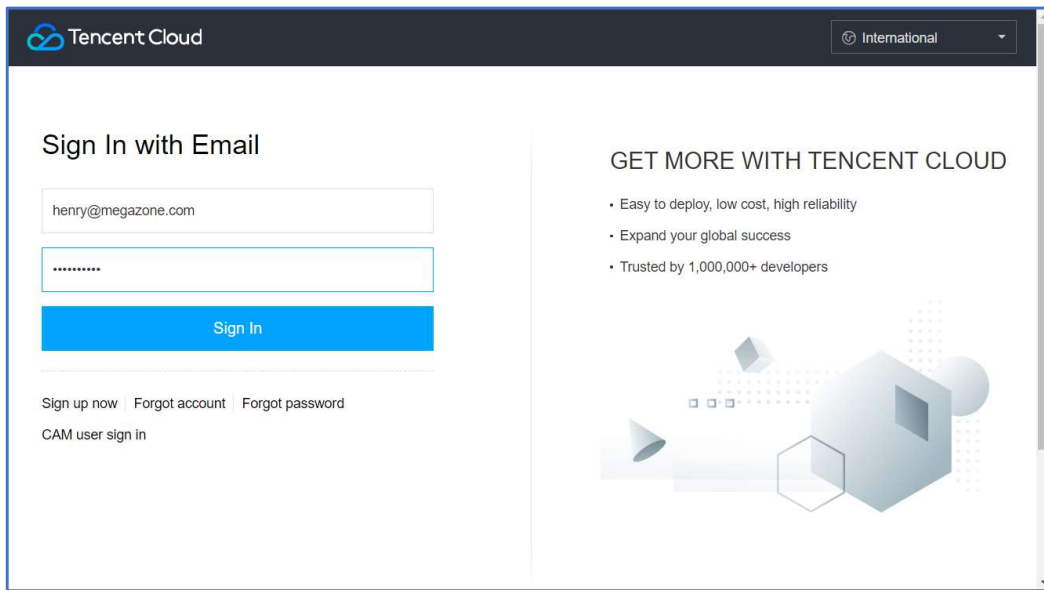 Tencent Cloud
International
Sign In with Email
henry@megazone.com
••••••••••
Sign In
Sign up now
Forgot account
Forgot password
CAM user sign in
GET MORE WITH TENCENT CLOUD
• Easy to deploy, low cost, high reliability
• Expand your global success
• Trusted by 1,000,000+ developers